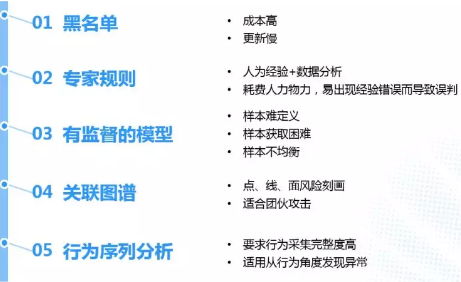 01 黑名单
• 成本高
• 更新慢
02 专家规则
• 人为经验+数据分析
• 耗费人力物力，易出现经验错误而导致误判
03 有监督的模型
• 样本难定义
• 样本获取困难
• 样本不均衡
04 关联图谱
• 点、线、面风险刻画
• 适合团伙攻击
05 行为序列分析
• 要求行为采集完整度高
• 适用从行为角度发现异常